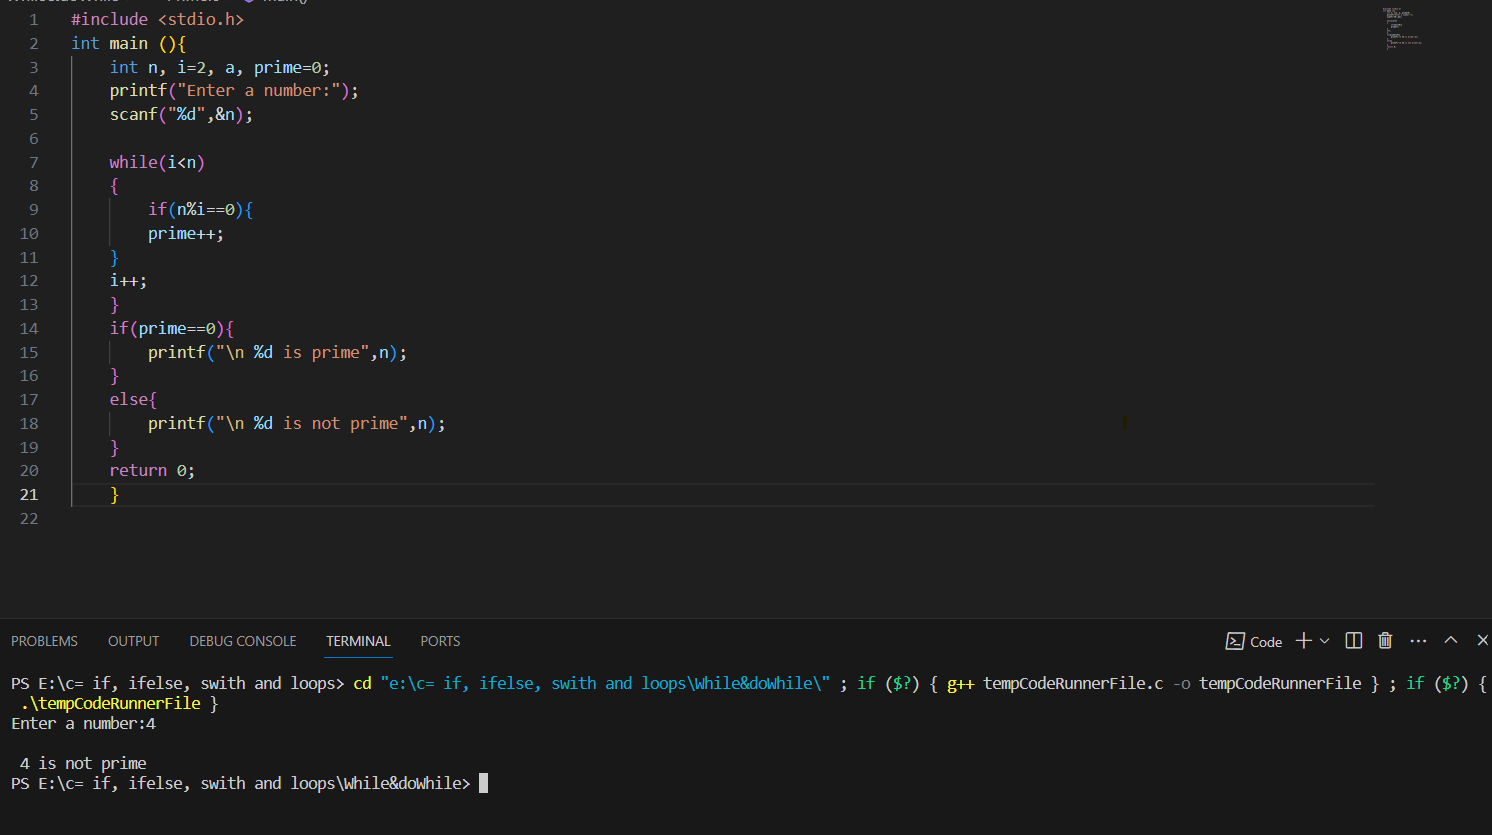 1 #include <stdio.h>
2 int main (){
3 int n, i=2, a, prime=0;
4 printf("Enter a number:");
5 scanf("%d",&n);
6
7 while(i<n)
8 {
9 if(n%i==0){
10 prime++;
11 }
12 i++;
13 }
14 if(prime==0){
15 printf("\n %d is prime",n);
16 }
17 else{
18 printf("\n %d is not prime",n);
19 }
20 return 0;
21 }
22
PROBLEMS OUTPUT DEBUG CONSOLE TERMINAL PORTS Code
PS E:\c= if, ifelse, swith and loops> cd "e:\c= if, ifelse, swith and loops\While&doWhile\" ; if ($?) { g++ tempCodeRunnerFile.c -o tempCodeRunnerFile } ; if ($?) {
.\tempCodeRunnerFile }
Enter a number:4
4 is not prime
PS E:\c= if, ifelse, swith and loops\While&doWhile>